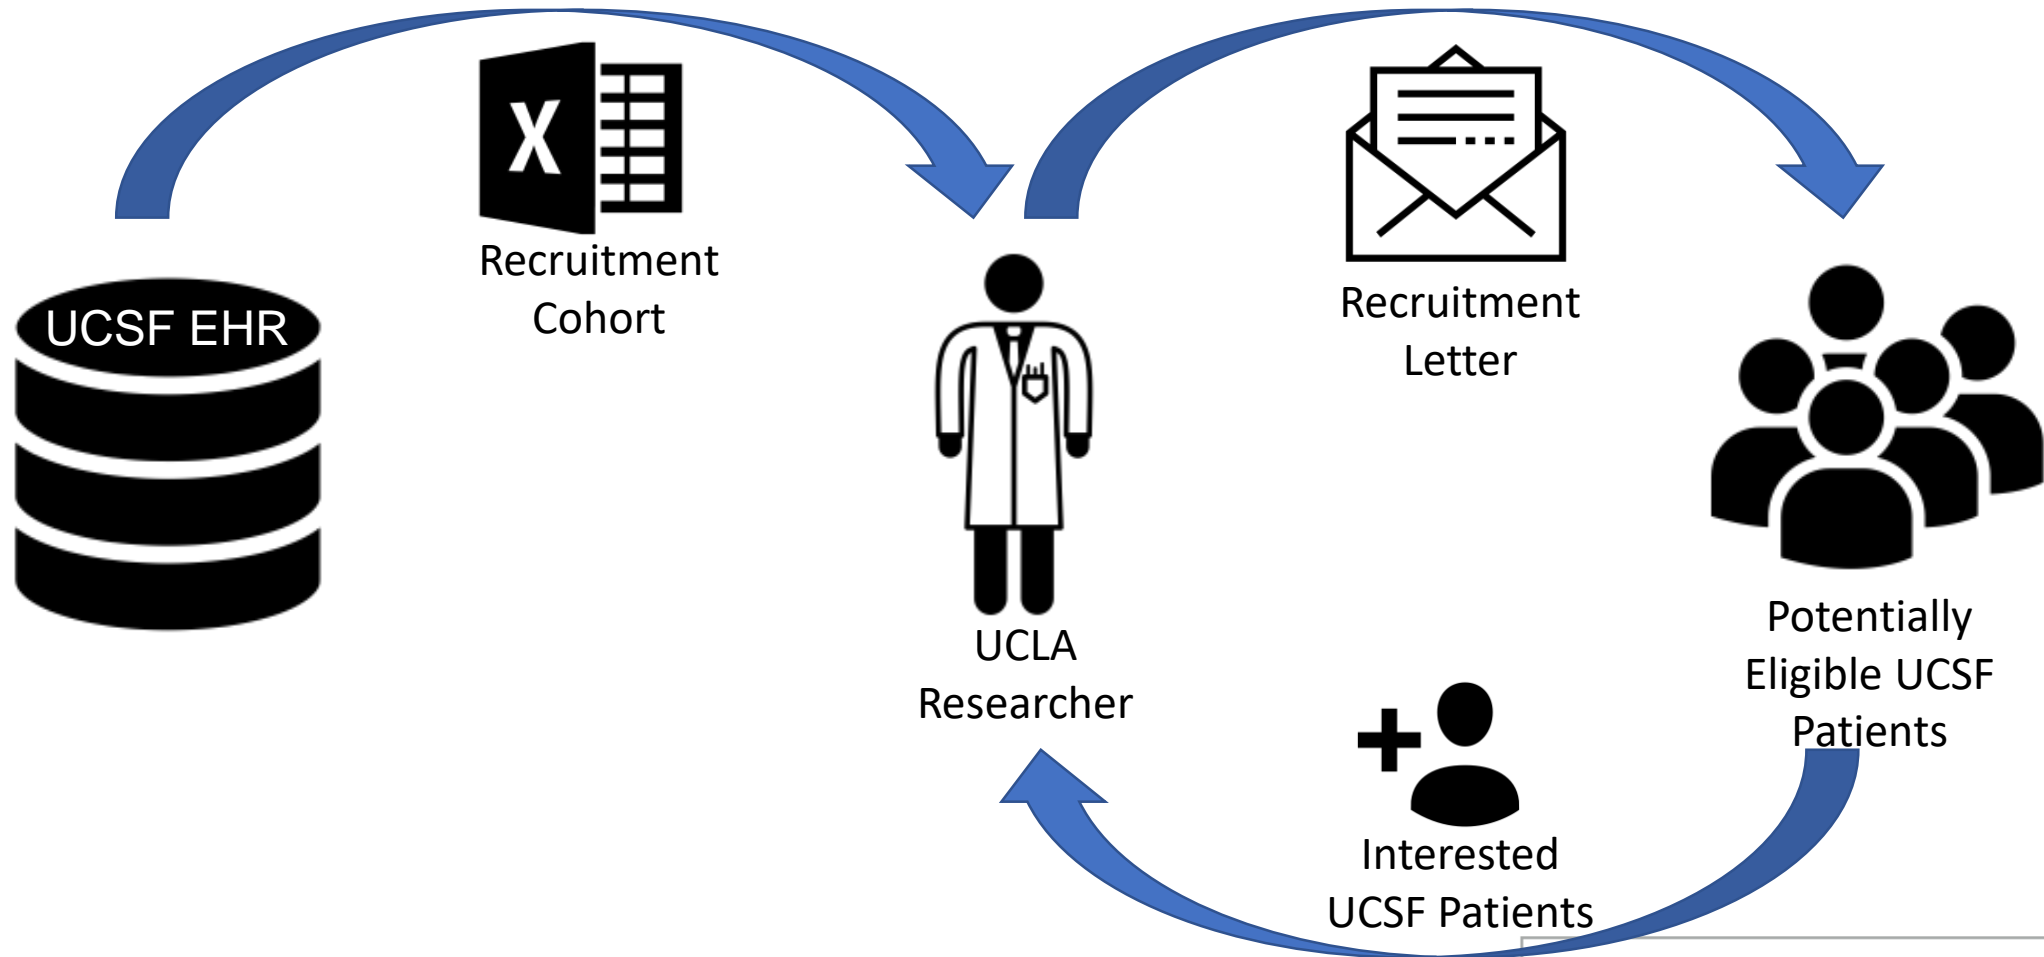 UCSF EHR
X
Recruitment
Cohort
UCLA
Researcher
Recruitment
Letter
Potentially
Eligible UCSF
Patients
Interested
UCSF Patients